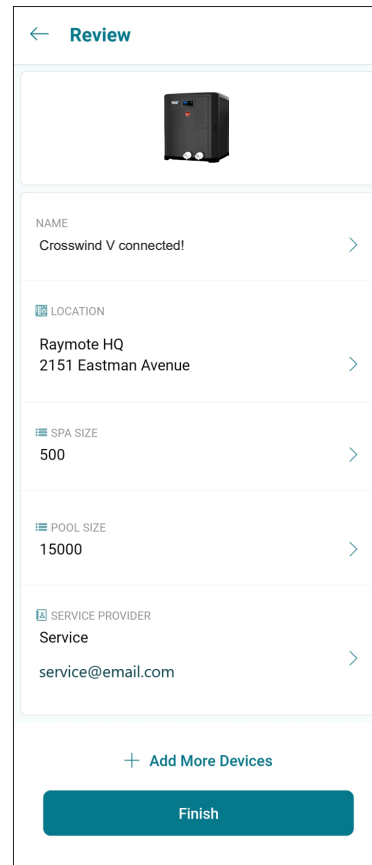 Review
NAME
Crosswind V connected!
LOCATION
Raymote HQ
2151 Eastman Avenue
SPA SIZE
500
POOL SIZE
15000
SERVICE PROVIDER
Service
service@email.com
Add More Devices
Finish